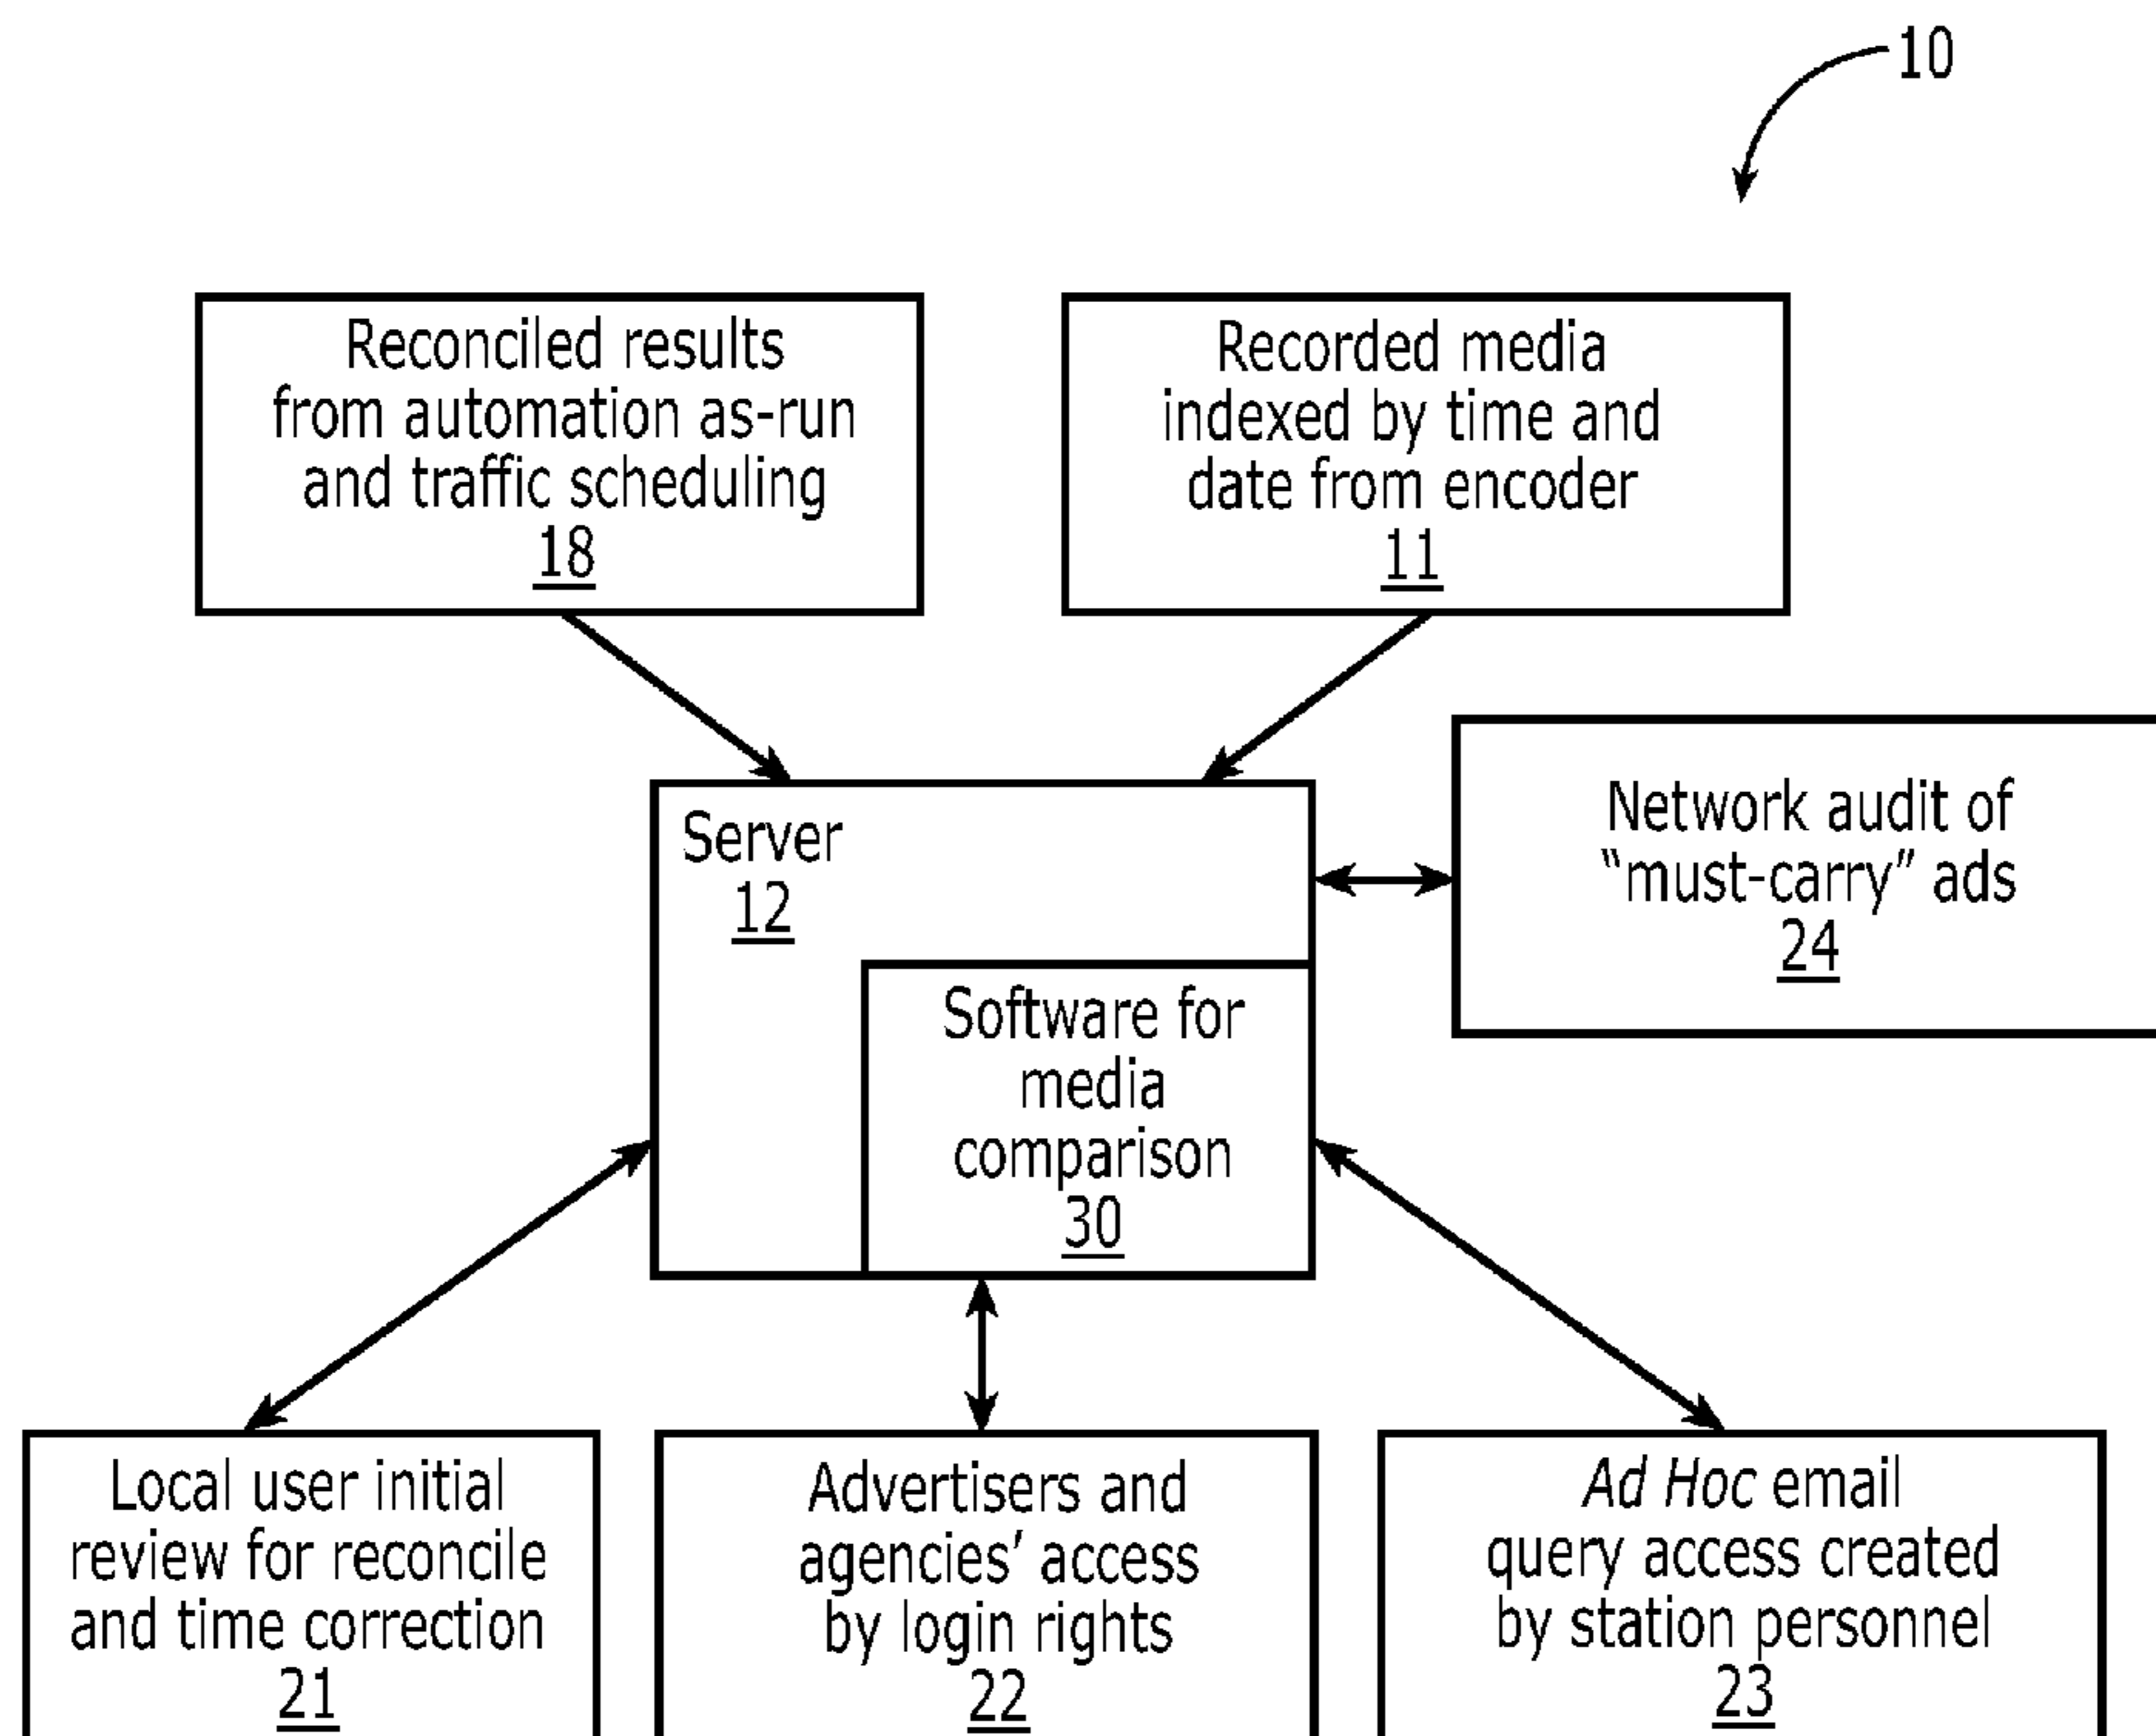 10
Reconciled results
from automation as-run
and traffic scheduling
18
Recorded media
indexed by time and
date from encoder
11
Server
12
Network audit of
“must-carry” ads
24
Software for
media
comparison
30
Local user initial
review for reconcile
and time correction
21
Advertisers and
agencies’ access
by login rights
22
Ad Hoc email
query access created
by station personnel
23